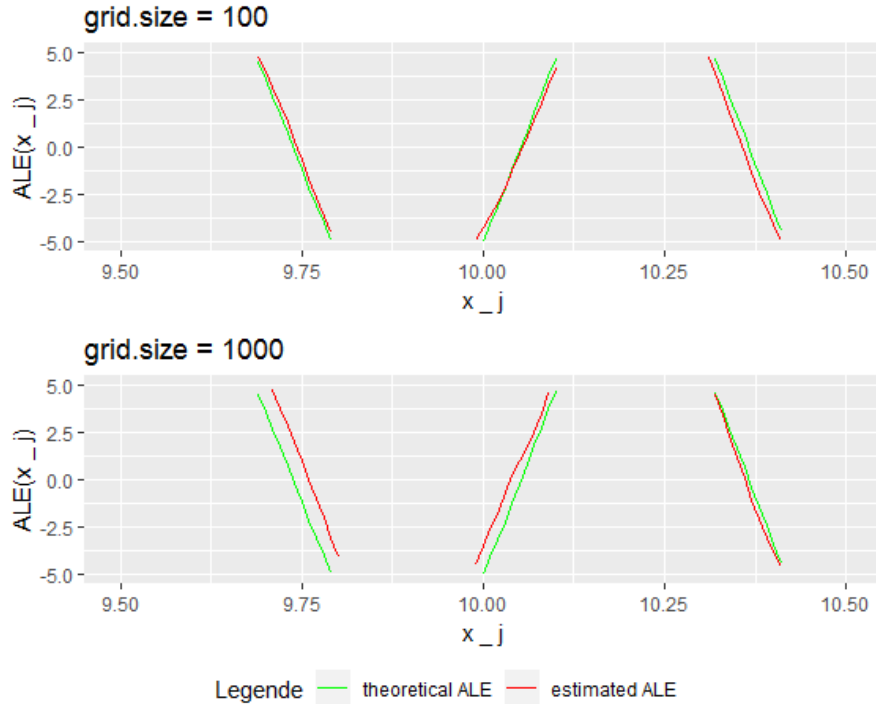 grid.size = 100
ALE(x _ j)
5.0
2.5
0.0
-2.5
-5.0
9.50 9.75 10.00 10.25 10.50
x _ j
grid.size = 1000
ALE(x _ j)
5.0
2.5
0.0
-2.5
-5.0
9.50 9.75 10.00 10.25 10.50
x _ j
Legende theoretical ALE estimated ALE